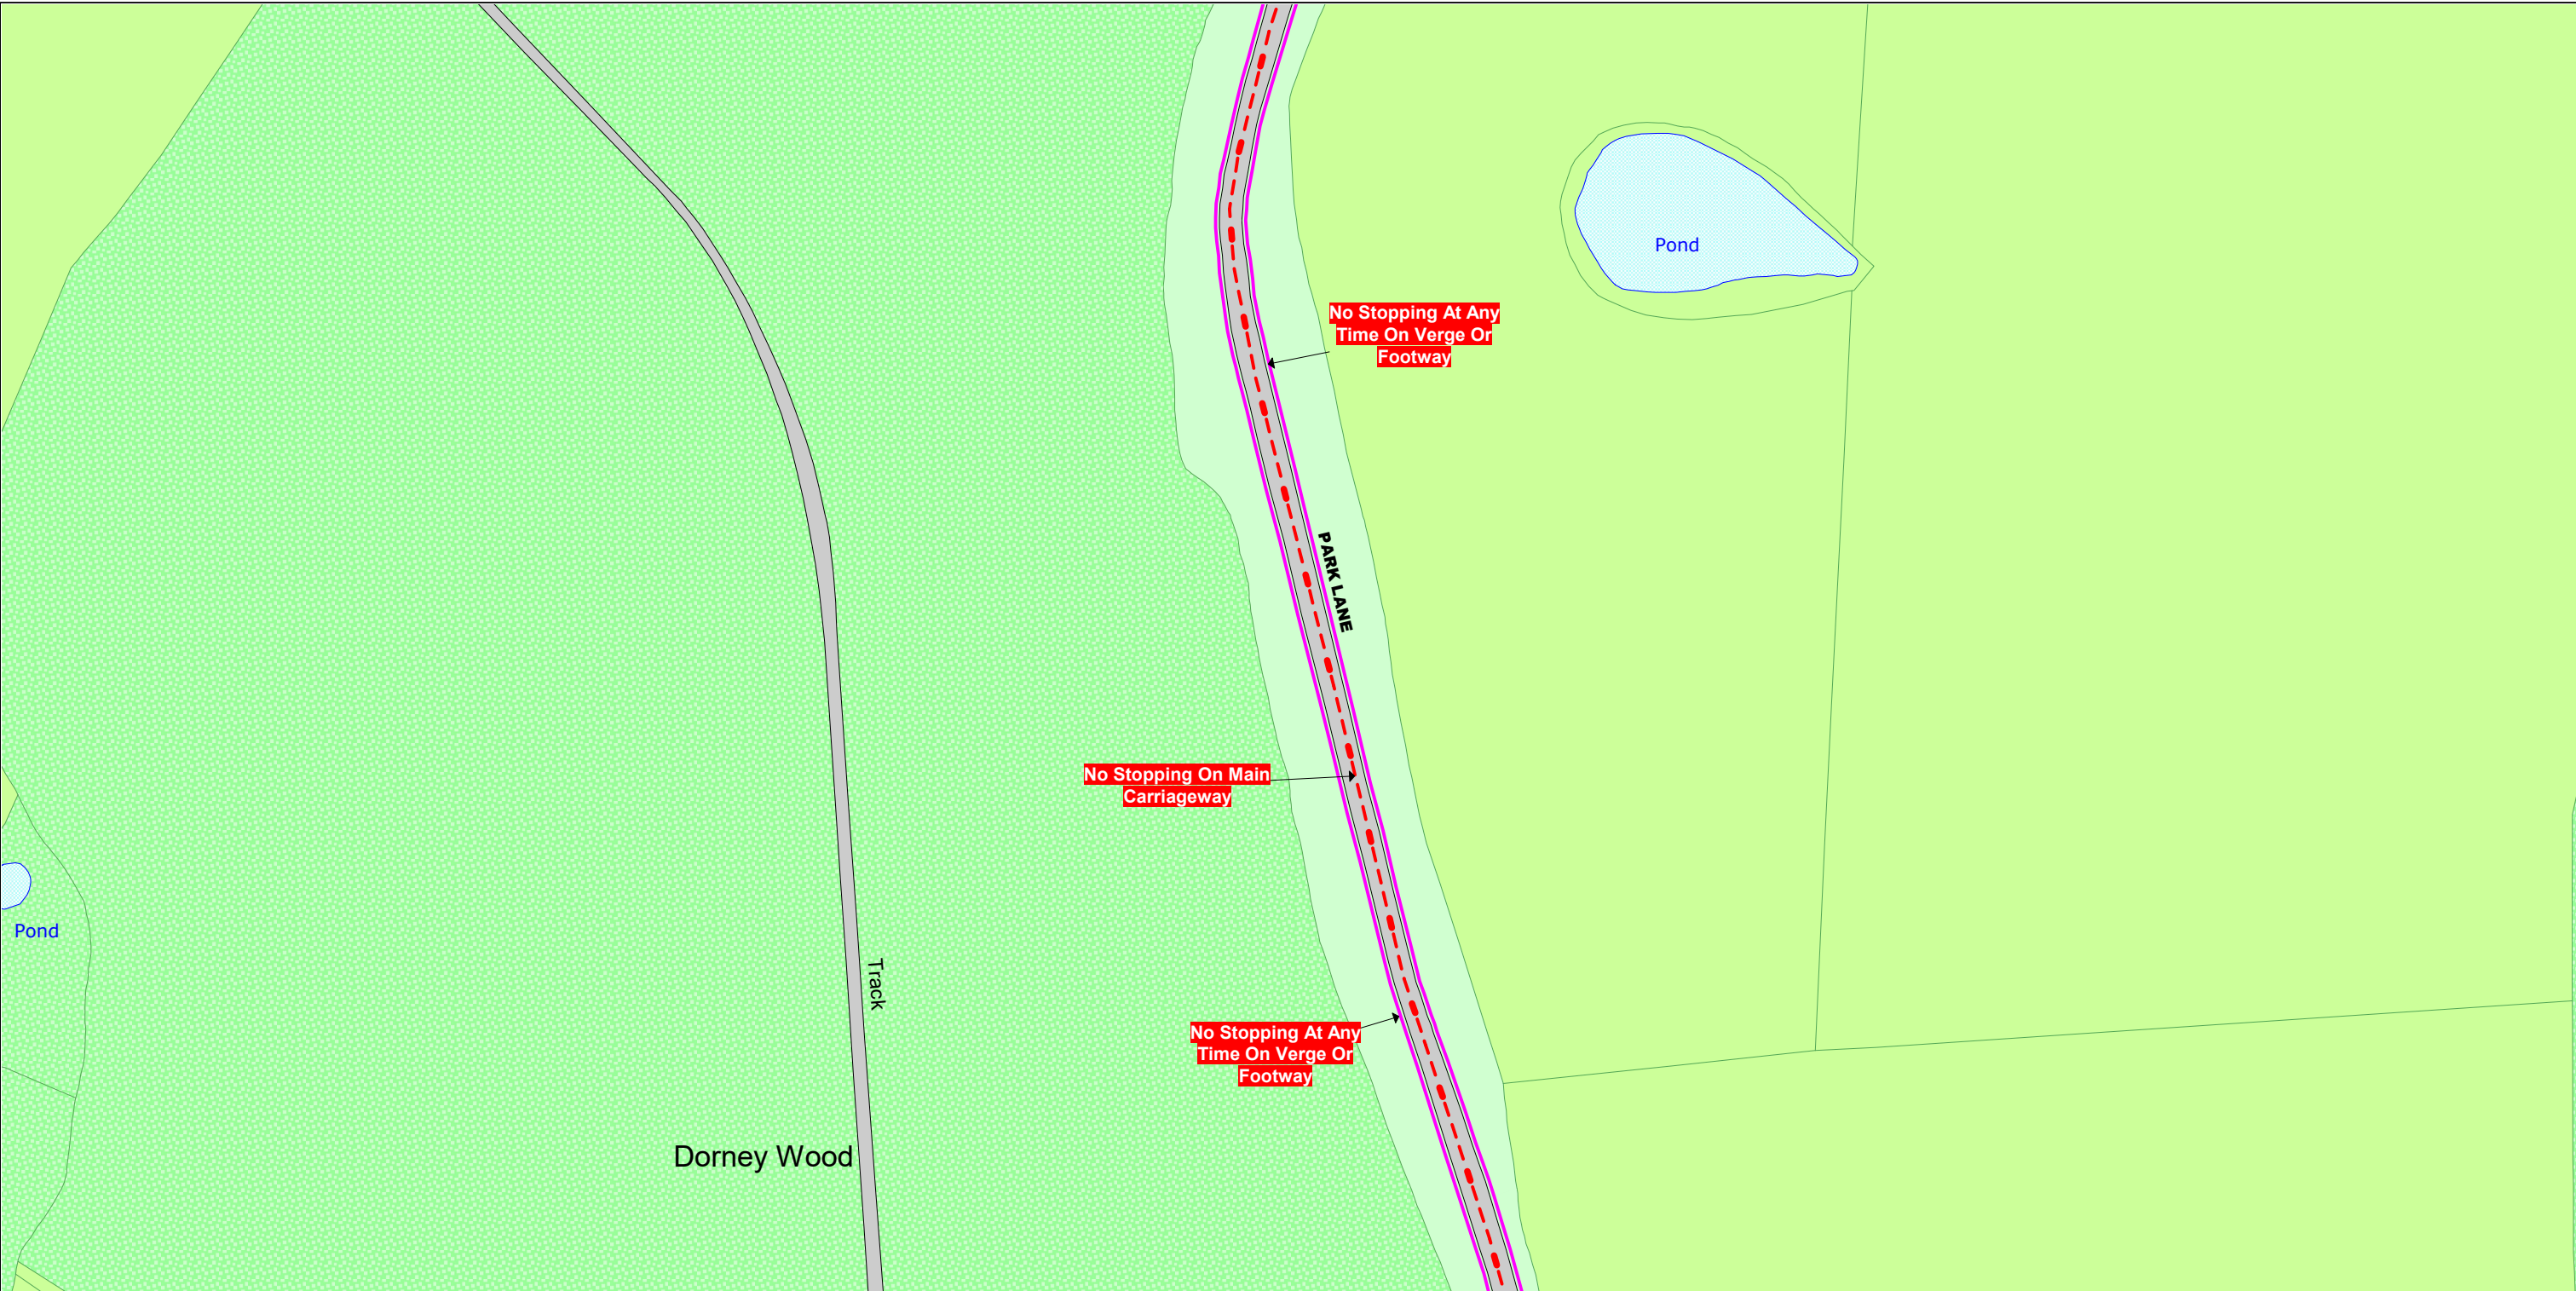 Pond
No Stopping At Any
Time On Verge Or
Footway
PARK LANE
No Stopping On Main
Carriageway
Pond
Track
No Stopping At Any
Time On Verge Or
Footway
Dorney Wood